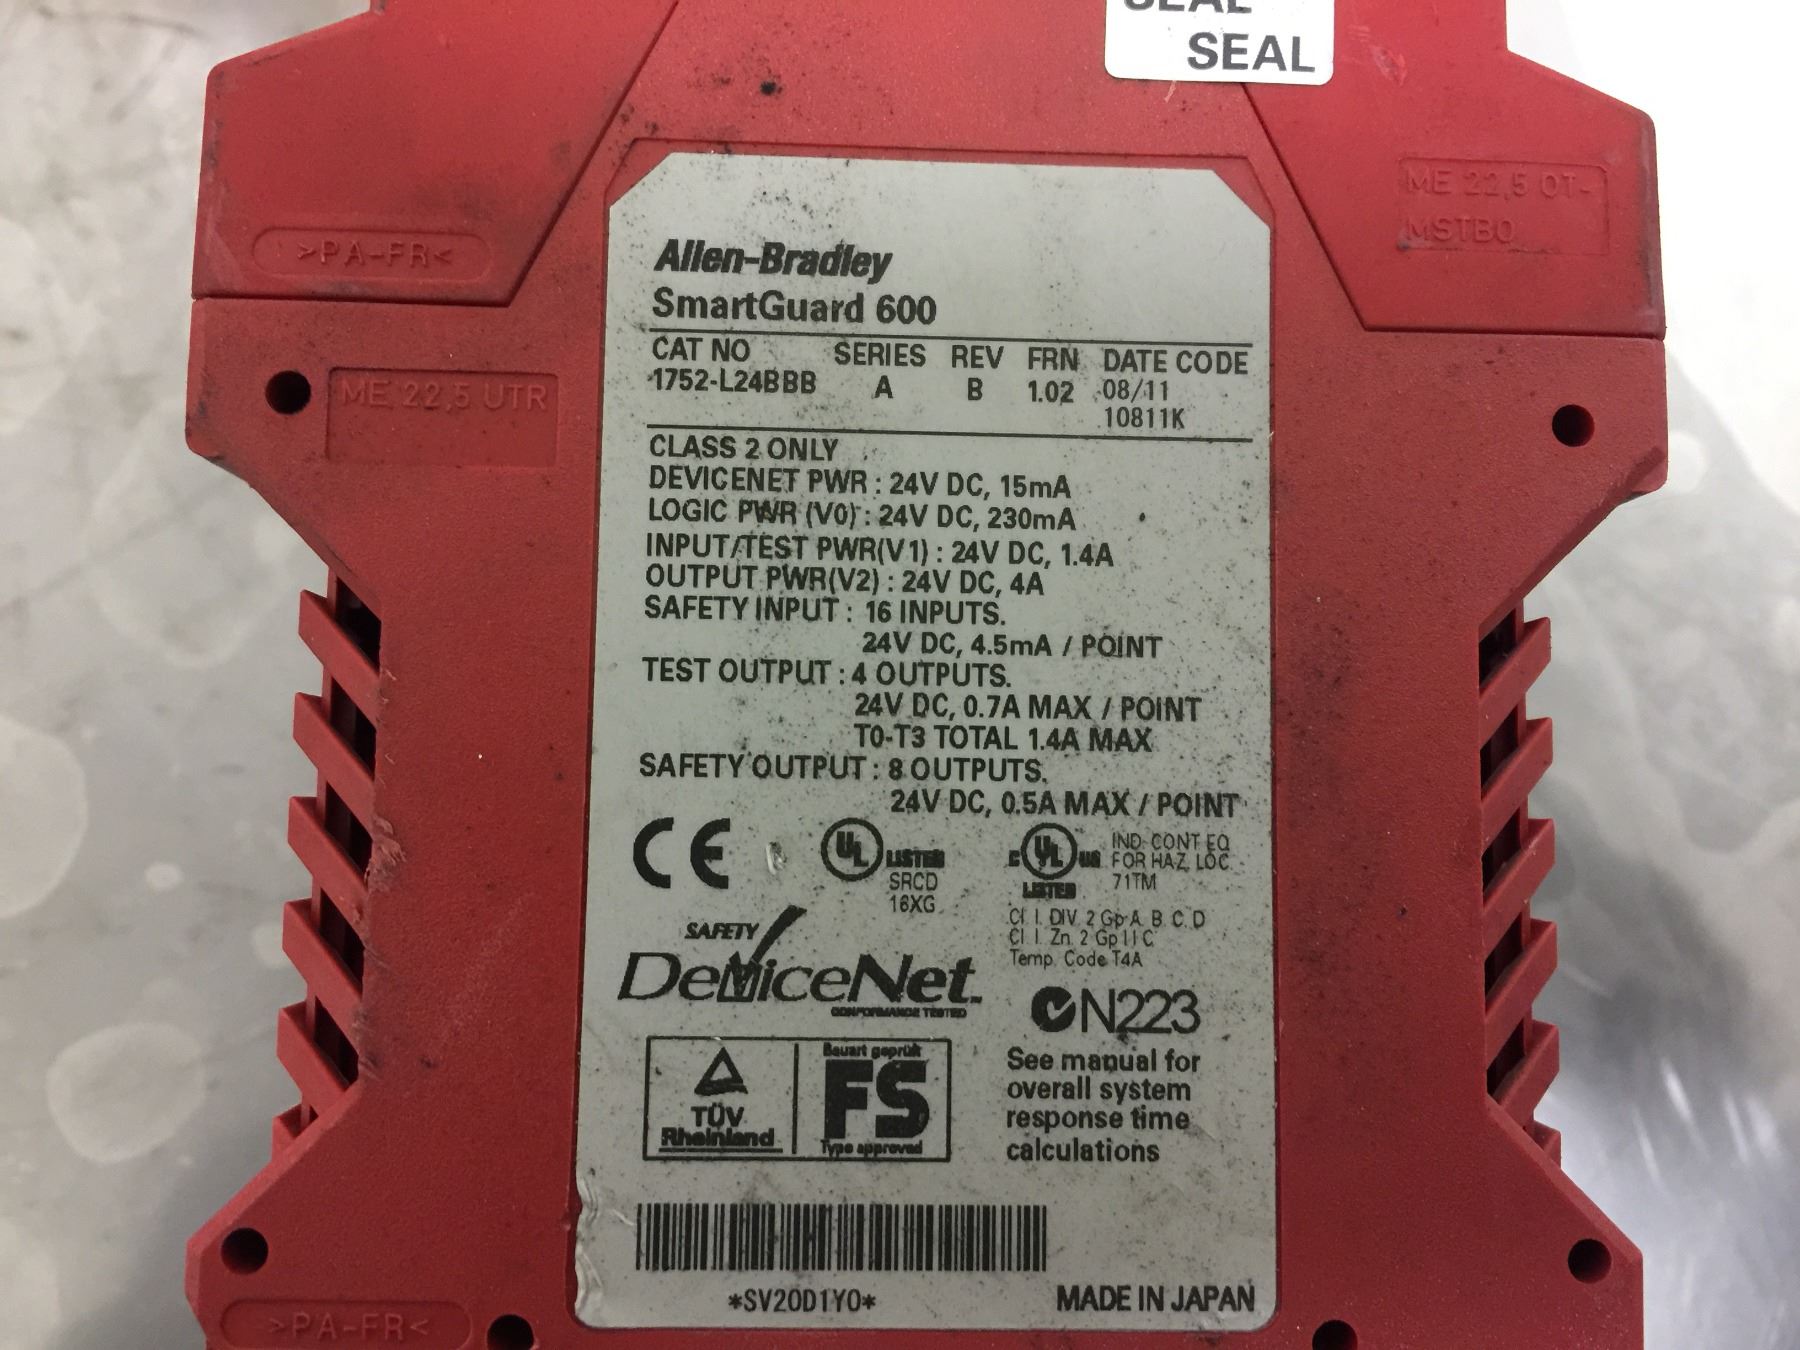 SEAL
SEAL
>PA-FR<
ME 22,5 OT-
MSTBO
ME 22,5 UTR
Allen-Bradley
SmartGuard 600
CAT NO SERIES REV FRN DATE CODE
1752-L24BBB A B 1.02 08/11
10811K
CLASS 2 ONLY
DEVICENET PWR : 24V DC, 15mA
LOGIC PWR (V0) : 24V DC, 230mA
INPUT/TEST PWR(V1) : 24V DC, 1.4A
OUTPUT PWR(V2) : 24V DC, 4A
SAFETY INPUT : 16 INPUTS.
24V DC, 4.5mA / POINT
TEST OUTPUT : 4 OUTPUTS.
24V DC, 0.7A MAX / POINT
T0-T3 TOTAL 1.4A MAX
SAFETY OUTPUT : 8 OUTPUTS.
24V DC, 0.5A MAX / POINT
CE
UL LISTED
SRCD
16XG
C UL US
LISTED
IND. CONT EQ
FOR HAZ. LOC
71TM
Cl. I. DIV. 2 Gp A. B. C. D
Cl. I. Zn. 2 Gp II C
Temp. Code T4A
SAFETY
DeviceNet.
CONFORMANCE TESTED
N223
TÜV
Rheinland
Bauart geprüft
FS
Type approved
See manual for
overall system
response time
calculations
*SV20D1Y0*
MADE IN JAPAN
>PA-FR<